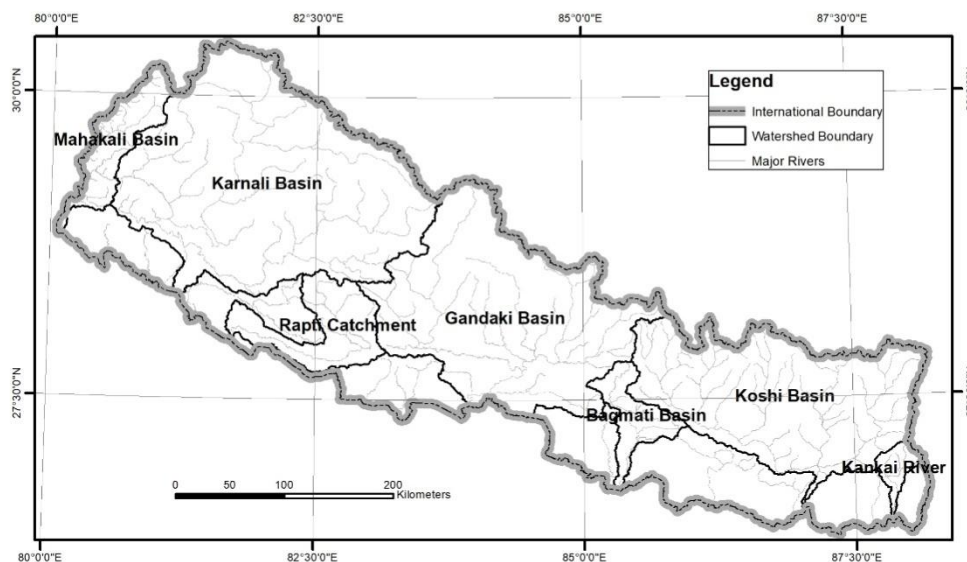 80°0'0"E 82°30'0"E 85°0'0"E 87°30'0"E
30°0'0"N
27°30'0"N
Legend
International Boundary
Watershed Boundary
Major Rivers
Mahakali Basin
Karnali Basin
Rapti Catchment
Gandaki Basin
Koshi Basin
Bagmati Basin
Kankai River
0 50 100 200
Kilometers
80°0'0"E 82°30'0"E 85°0'0"E 87°30'0"E